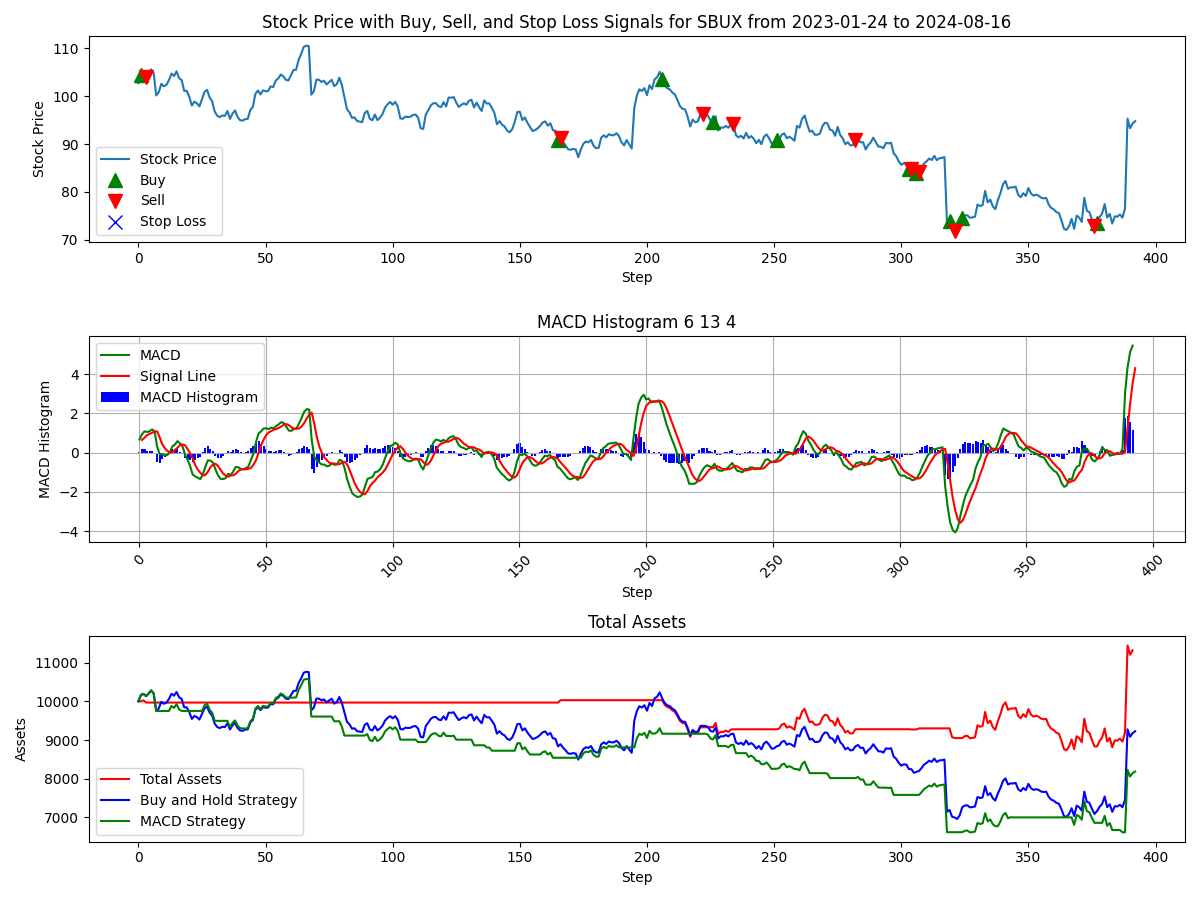 Stock Price with Buy, Sell, and Stop Loss Signals for SBUX from 2023-01-24 to 2024-08-16
Stock Price
110
100
90
80
70
Stock Price
Buy
Sell
Stop Loss
0 50 100 150 200 250 300 350 400
Step
MACD Histogram 6 13 4
MACD Histogram
4
2
0
−2
−4
MACD
Signal Line
MACD Histogram
0 50 100 150 200 250 300 350 400
Step
Total Assets
Assets
11000
10000
9000
8000
7000
Total Assets
Buy and Hold Strategy
MACD Strategy
0 50 100 150 200 250 300 350 400
Step